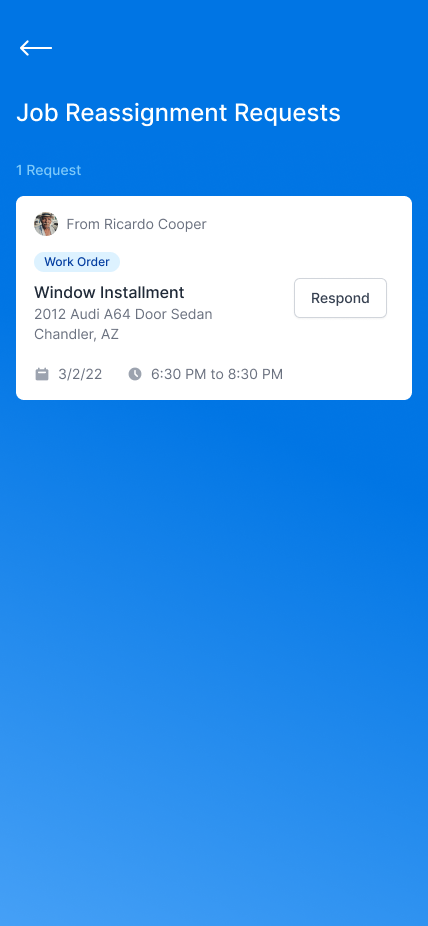 Job Reassignment Requests
1 Request
From Ricardo Cooper
Work Order
Window Installment
2012 Audi A64 Door Sedan
Chandler, AZ
Respond
3/2/22
6:30 PM to 8:30 PM